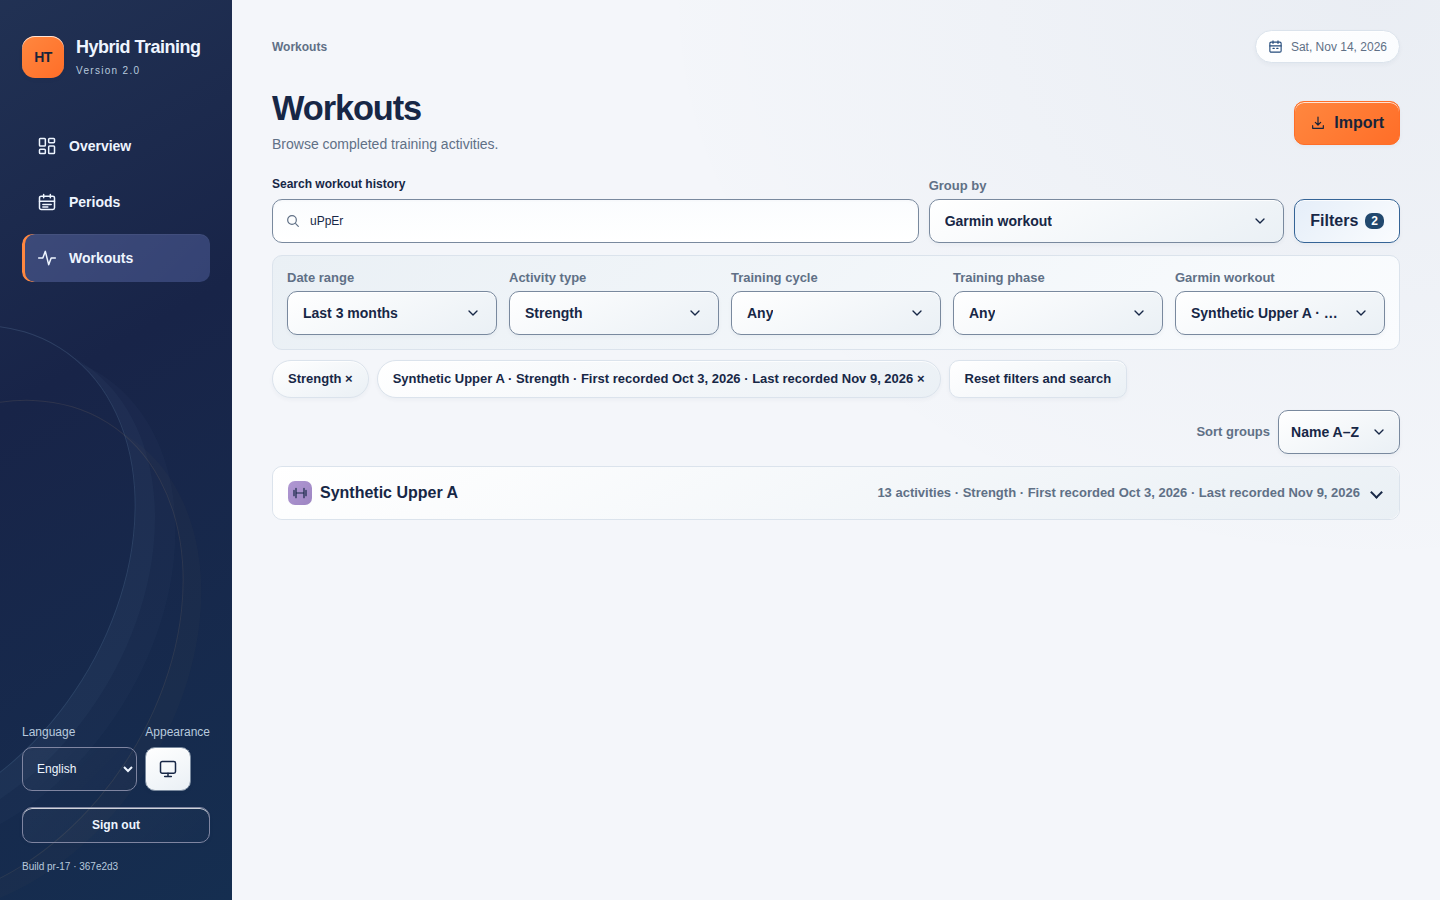 HT
Hybrid Training
Version 2.0
Overview
Periods
Workouts
Language
Appearance
English
Sign out
Build pr-17 · 367e2d3
Workouts
Sat, Nov 14, 2026
Workouts
Browse completed training activities.
Import
Search workout history
Group by
uPpEr
Garmin workout
Filters 2
Date range
Activity type
Training cycle
Training phase
Garmin workout
Last 3 months
Strength
Any
Any
Synthetic Upper A · ...
Strength ×
Synthetic Upper A · Strength · First recorded Oct 3, 2026 · Last recorded Nov 9, 2026 ×
Reset filters and search
Sort groups
Name A–Z
Synthetic Upper A
13 activities · Strength · First recorded Oct 3, 2026 · Last recorded Nov 9, 2026